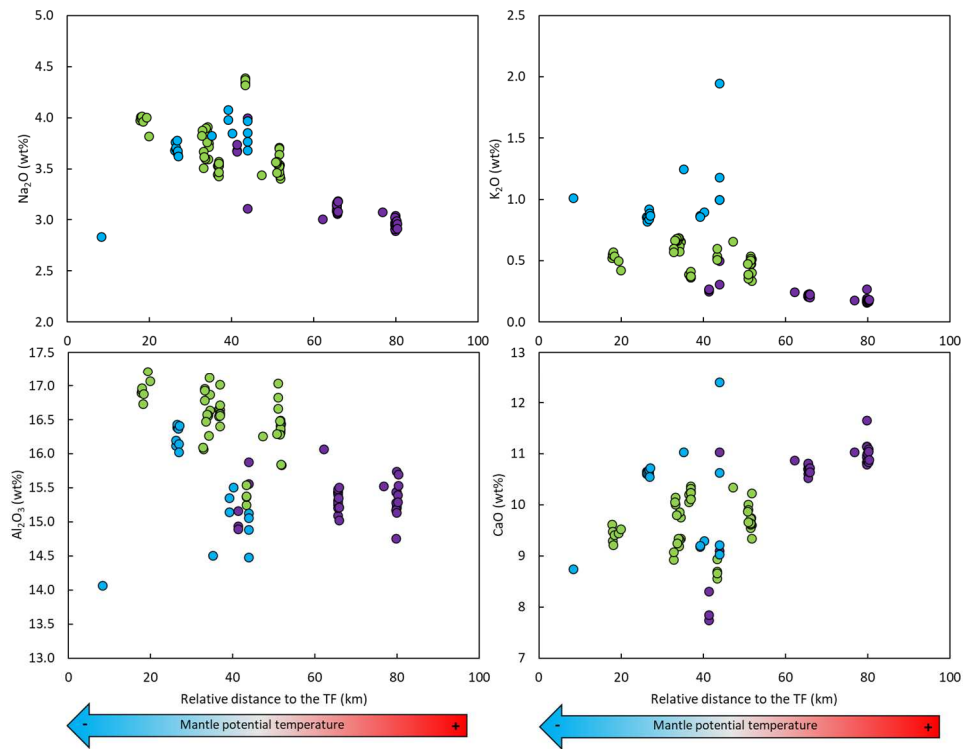 5.0
4.5
4.0
3.5
3.0
2.5
2.0
Na₂O (wt%)
0 20 40 60 80 100
2.5
2.0
1.5
1.0
0.5
0.0
K₂O (wt%)
0 20 40 60 80 100
17.5
17.0
16.5
16.0
15.5
15.0
14.5
14.0
13.5
13.0
Al₂O₃ (wt%)
0 20 40 60 80 100
Relative distance to the TF (km)
- Mantle potential temperature +
13
12
11
10
9
8
7
CaO (wt%)
0 20 40 60 80 100
Relative distance to the TF (km)
- Mantle potential temperature +